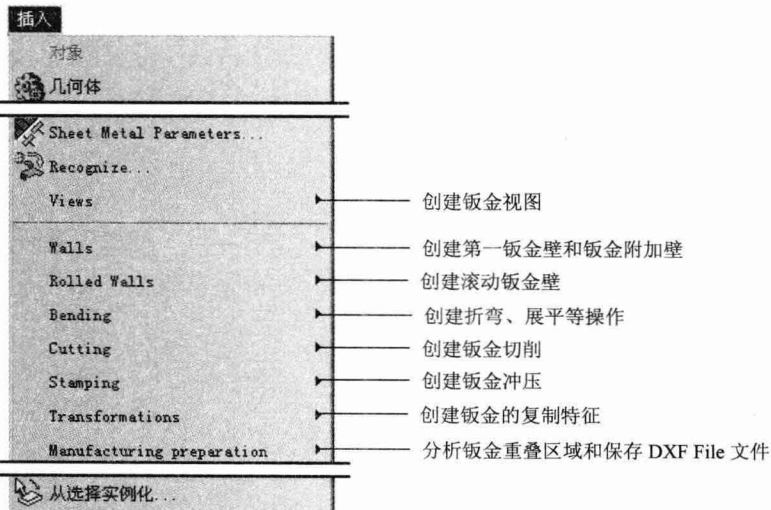 插入
对象
几何体
Sheet Metal Parameters...
Recognize...
Views 创建钣金视图
Walls 创建第一钣金壁和钣金附加壁
Rolled Walls 创建滚动钣金壁
Bending 创建折弯、展平等操作
Cutting 创建钣金切削
Stamping 创建钣金冲压
Transformations 创建钣金的复制特征
Manufacturing preparation 分析钣金重叠区域和保存 DXF File 文件
从选择实例化...